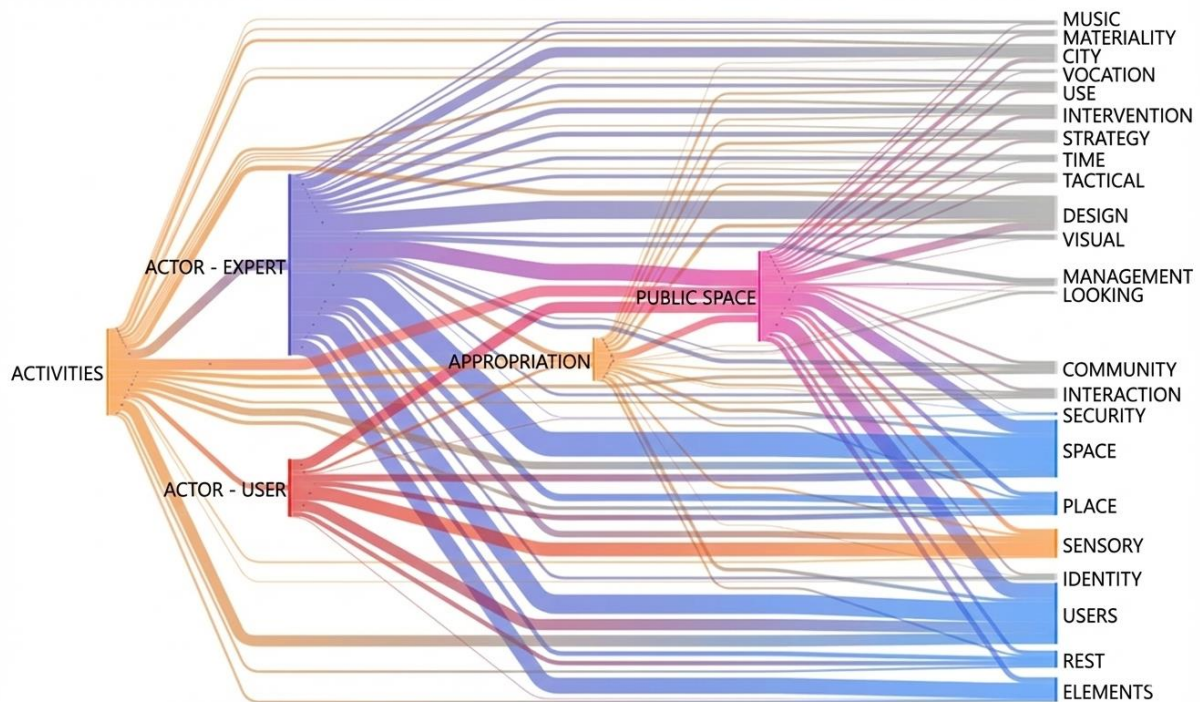 ACTIVITIES
ACTOR - EXPERT
ACTOR - USER
APPROPRIATION
PUBLIC SPACE
MUSIC
MATERIALITY
CITY
VOCATION
USE
INTERVENTION
STRATEGY
TIME
TACTICAL
DESIGN
VISUAL
MANAGEMENT
LOOKING
COMMUNITY
INTERACTION
SECURITY
SPACE
PLACE
SENSORY
IDENTITY
USERS
REST
ELEMENTS